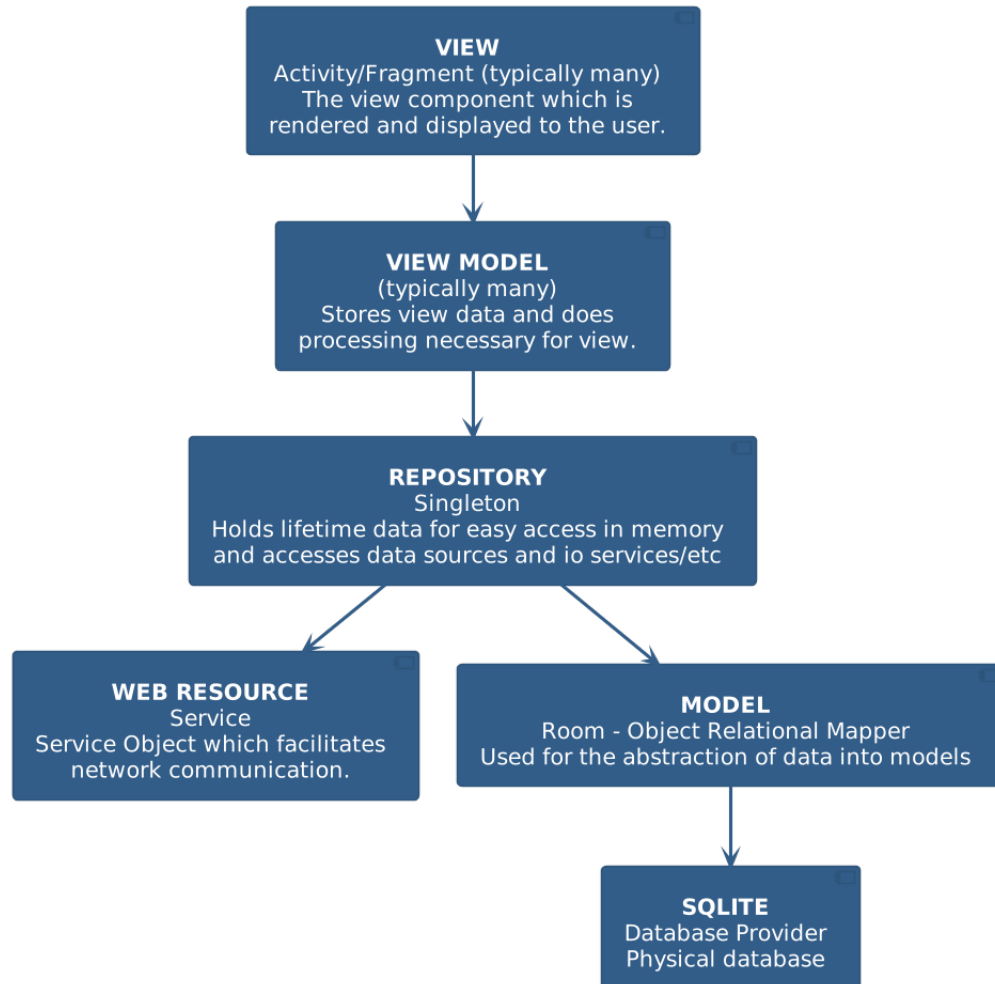 VIEW
Activity/Fragment (typically many)
The view component which is
rendered and displayed to the user.
VIEW MODEL
(typically many)
Stores view data and does
processing necessary for view.
REPOSITORY
Singleton
Holds lifetime data for easy access in memory
and accesses data sources and io services/etc
WEB RESOURCE
Service
Service Object which facilitates
network communication.
MODEL
Room - Object Relational Mapper
Used for the abstraction of data into models
SQLITE
Database Provider
Physical database